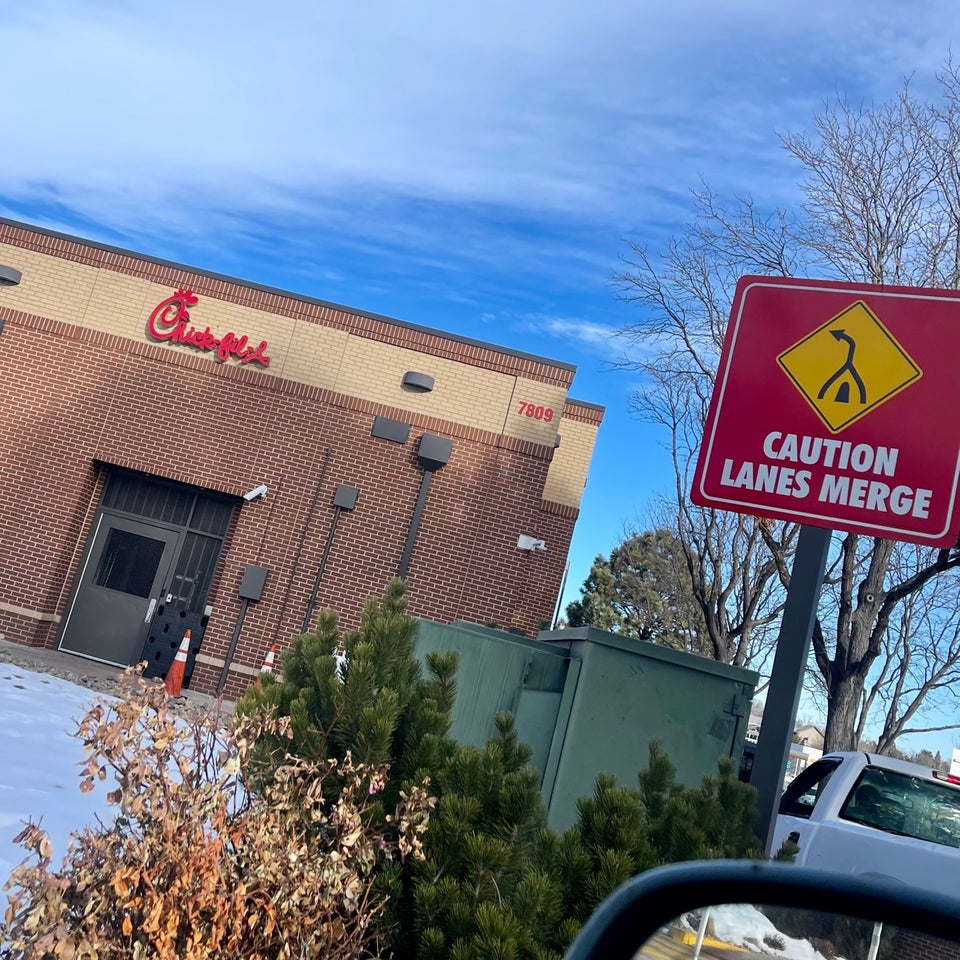 Chick-fil-A
7809
CAUTION
LANES MERGE